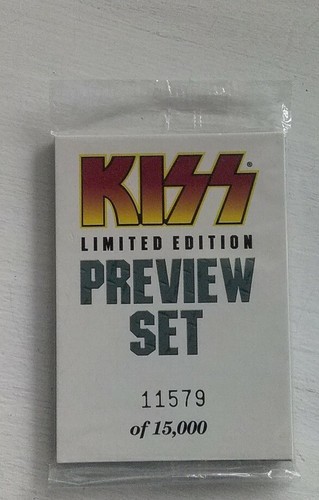 KISS®
LIMITED EDITION
PREVIEW
SET
11579
of 15,000